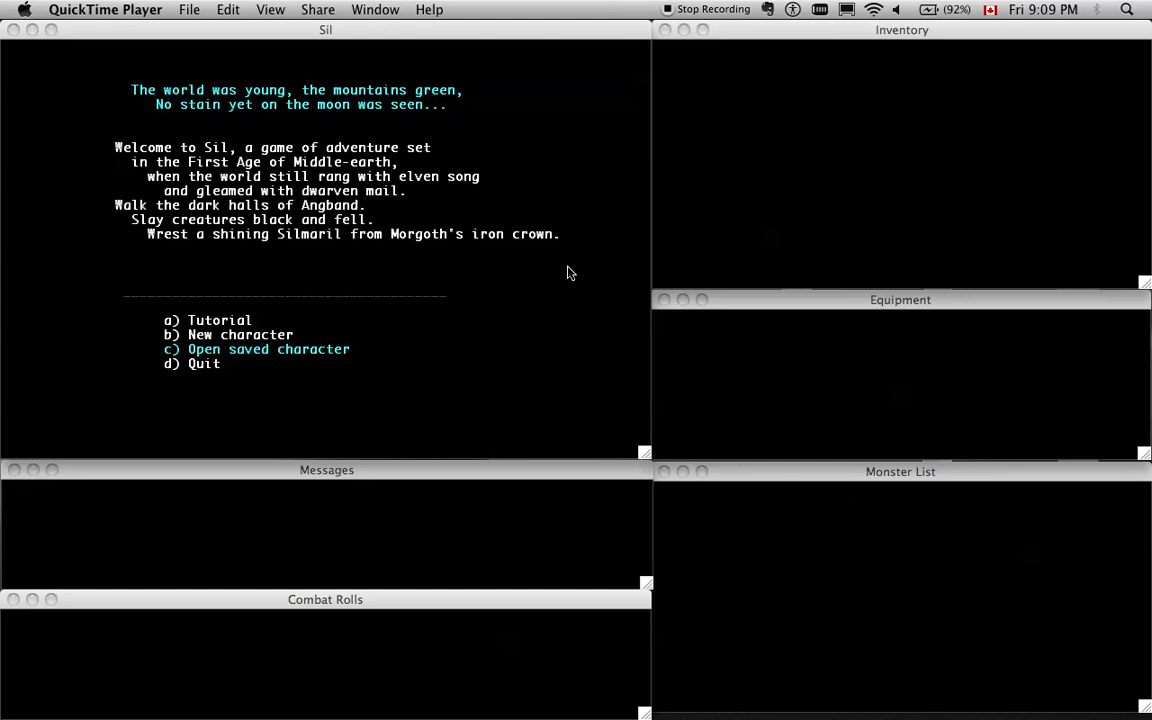 QuickTime Player File Edit View Share Window Help Stop Recording (92%) Fri 9:09 PM
Sil
The world was young, the mountains green,
No stain yet on the moon was seen...
Welcome to Sil, a game of adventure set
in the First Age of Middle-earth,
when the world still rang with elven song
and gleamed with dwarven mail.
Walk the dark halls of Angband.
Slay creatures black and fell.
Wrest a shining Silmaril from Morgoth's iron crown.
a) Tutorial
b) New character
c) Open saved character
d) Quit
Inventory
Equipment
Messages
Monster List
Combat Rolls